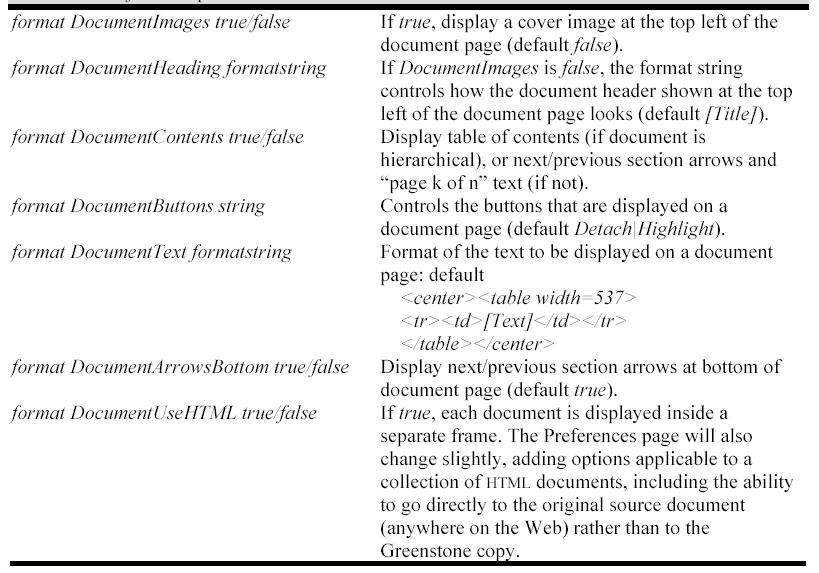 format DocumentImages true/false
If true, display a cover image at the top left of the
document page (default false).
format DocumentHeading formatstring
If DocumentImages is false, the format string
controls how the document header shown at the top
left of the document page looks (default [Title]).
format DocumentContents true/false
Display table of contents (if document is
hierarchical), or next/previous section arrows and
“page k of n” text (if not).
format DocumentButtons string
Controls the buttons that are displayed on a
document page (default Detach|Highlight).
format DocumentText formatstring
Format of the text to be displayed on a document
page: default
<center><table width=537>
<tr><td>[Text]</td></tr>
</table></center>
format DocumentArrowsBottom true/false
Display next/previous section arrows at bottom of
document page (default true).
format DocumentUseHTML true/false
If true, each document is displayed inside a
separate frame. The Preferences page will also
change slightly, adding options applicable to a
collection of HTML documents, including the ability
to go directly to the original source document
(anywhere on the Web) rather than to the
Greenstone copy.